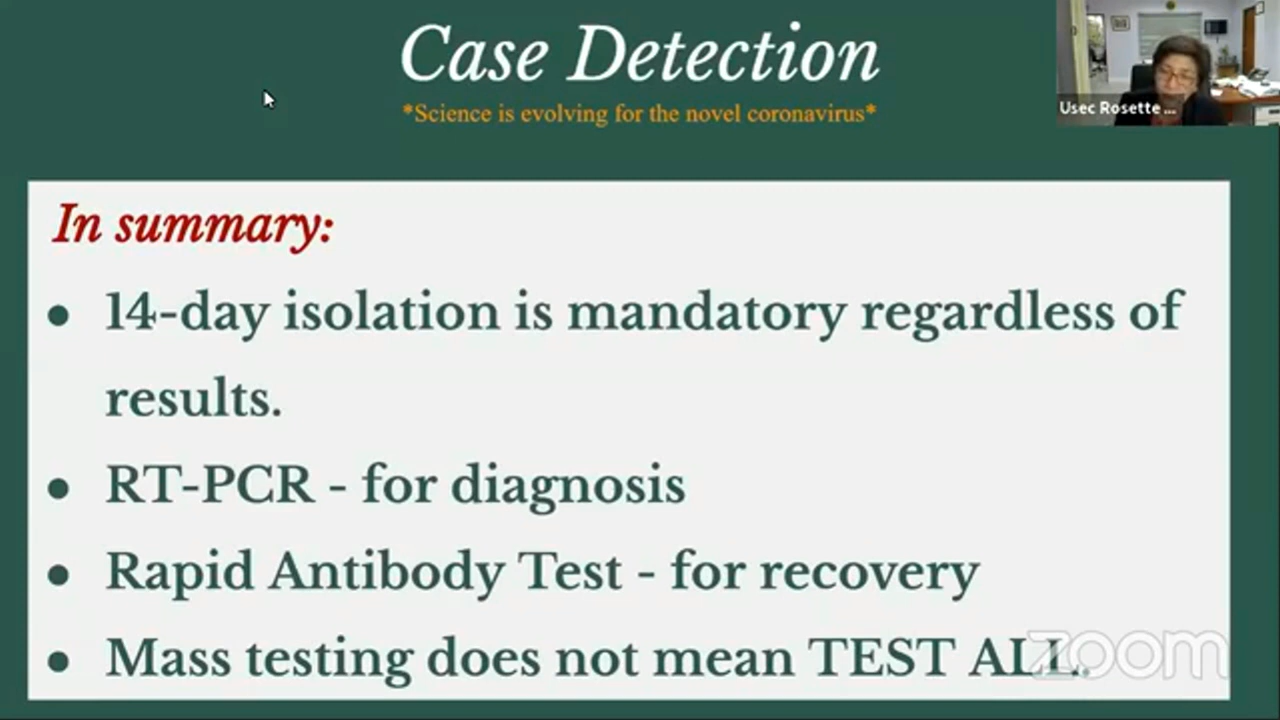 Case Detection
*Science is evolving for the novel coronavirus*
Usec Rosette ...
In summary:
● 14-day isolation is mandatory regardless of
results.
● RT-PCR - for diagnosis
● Rapid Antibody Test - for recovery
● Mass testing does not mean TEST ALL.
zoom